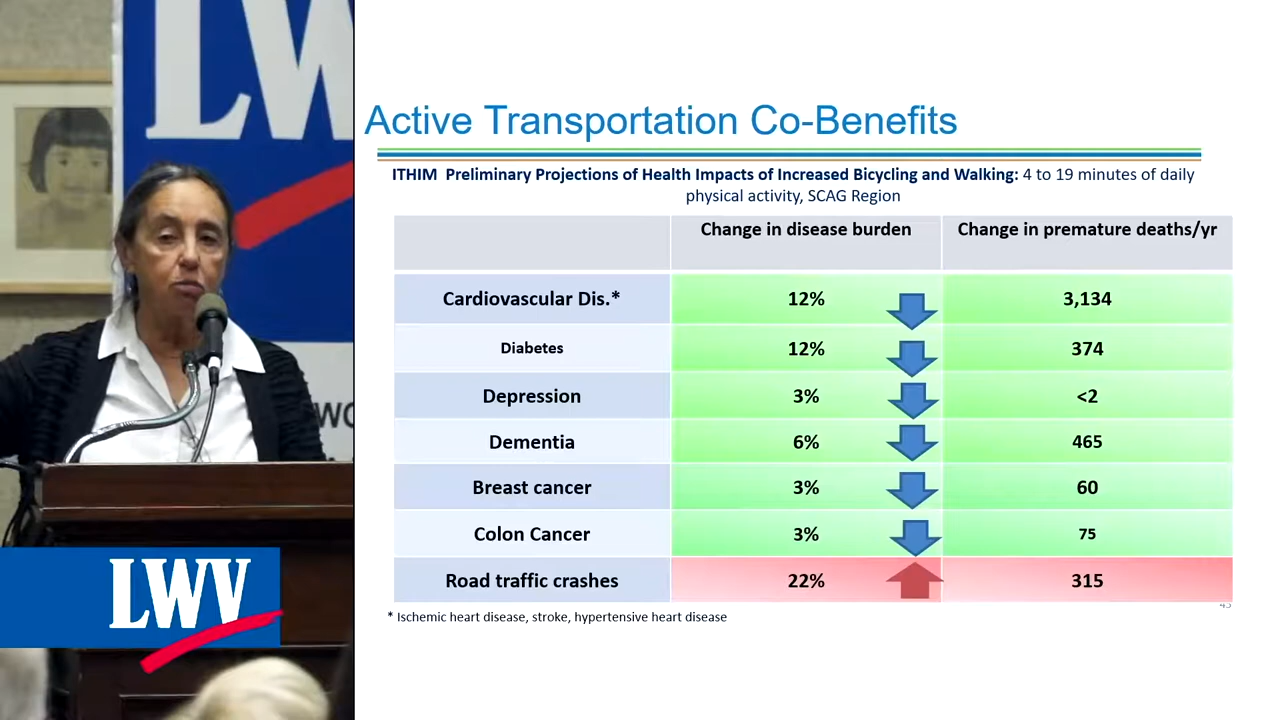 LWV
Active Transportation Co-Benefits
ITHIM Preliminary Projections of Health Impacts of Increased Bicycling and Walking: 4 to 19 minutes of daily
physical activity, SCAG Region
Change in disease burden Change in premature deaths/yr
Cardiovascular Dis.* 12% 3,134
Diabetes 12% 374
Depression 3% <2
Dementia 6% 465
Breast cancer 3% 60
Colon Cancer 3% 75
Road traffic crashes 22% 315
* Ischemic heart disease, stroke, hypertensive heart disease
LW
WO